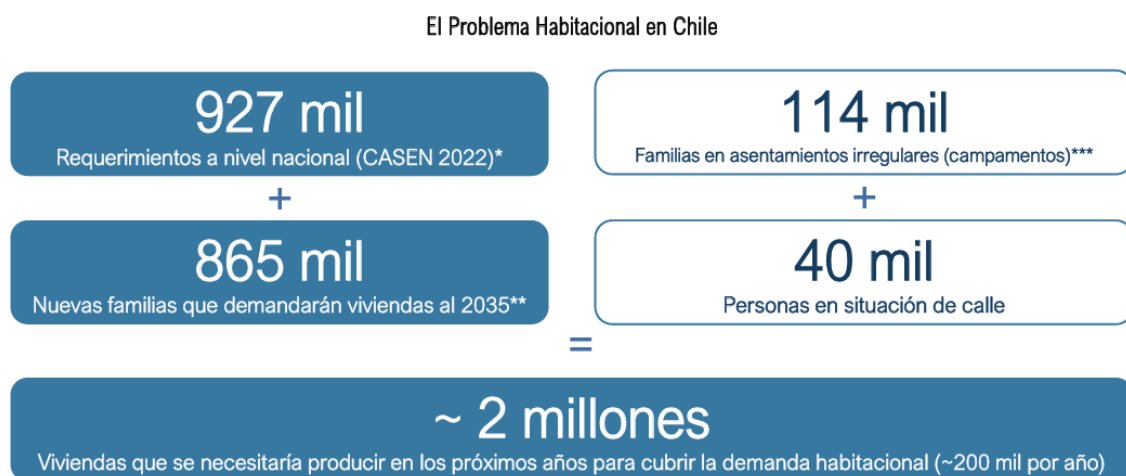 El Problema Habitacional en Chile
927 mil
Requerimientos a nivel nacional (CASEN 2022)*
+
865 mil
Nuevas familias que demandarán viviendas al 2035**
114 mil
Familias en asentamientos irregulares (campamentos)***
+
40 mil
Personas en situación de calle
=
~ 2 millones
Viviendas que se necesitaría producir en los próximos años para cubrir la demanda habitacional (~200 mil por año)